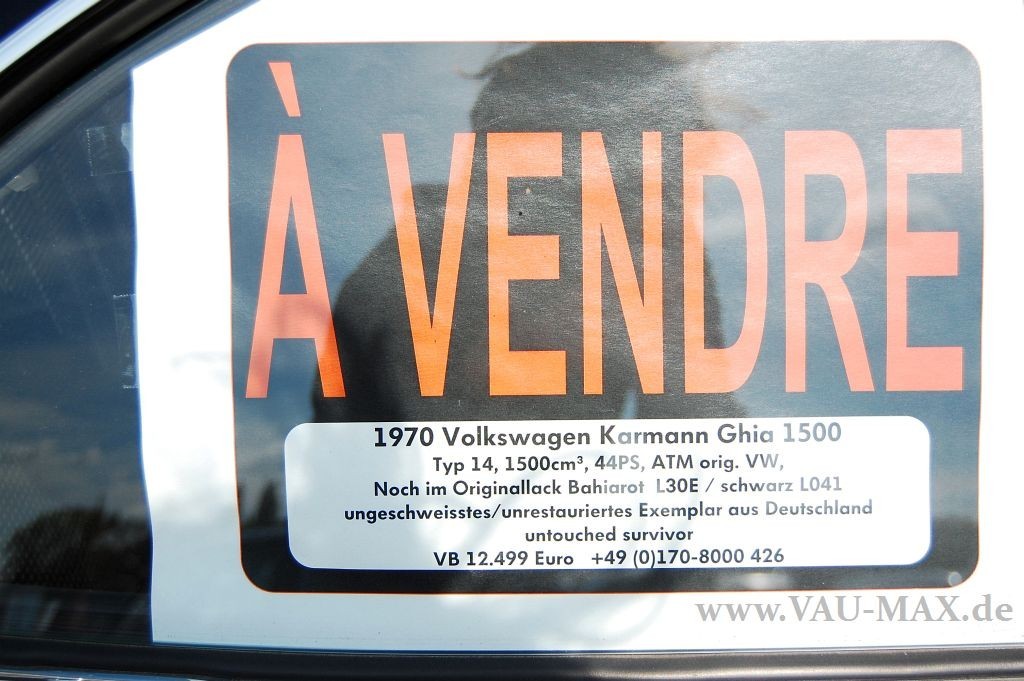 À VENDRE
1970 Volkswagen Karmann Ghia 1500
Typ 14, 1500cm³, 44PS, ATM orig. VW,
Noch im Originallack Bahiarot L30E / schwarz L041
ungeschweisstes/unrestauriertes Exemplar aus Deutschland
untouched survivor
VB 12.499 Euro +49 (0)170-8000 426
www.VAU-MAX.de